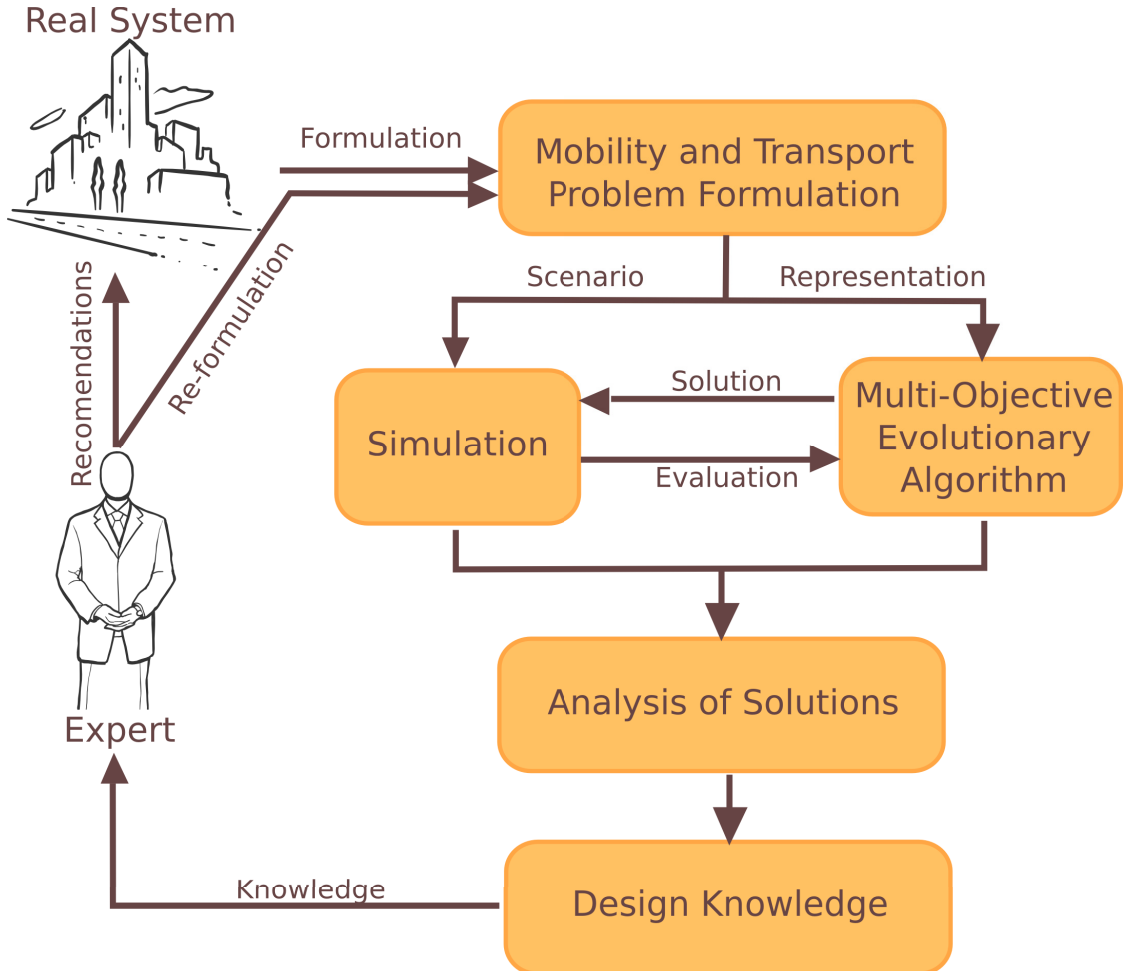 Real System
Formulation
Mobility and Transport
Problem Formulation
Scenario
Representation
Recomendations
Re-formulation
Solution
Simulation
Evaluation
Multi-Objective
Evolutionary
Algorithm
Analysis of Solutions
Expert
Knowledge
Design Knowledge